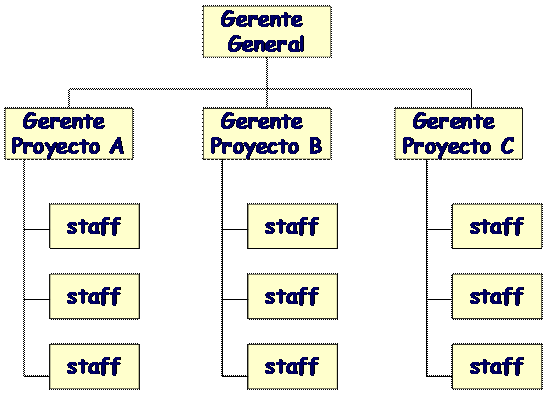 Gerente
General
Gerente
Proyecto A
Gerente
Proyecto B
Gerente
Proyecto C
staff
staff
staff
staff
staff
staff
staff
staff
staff